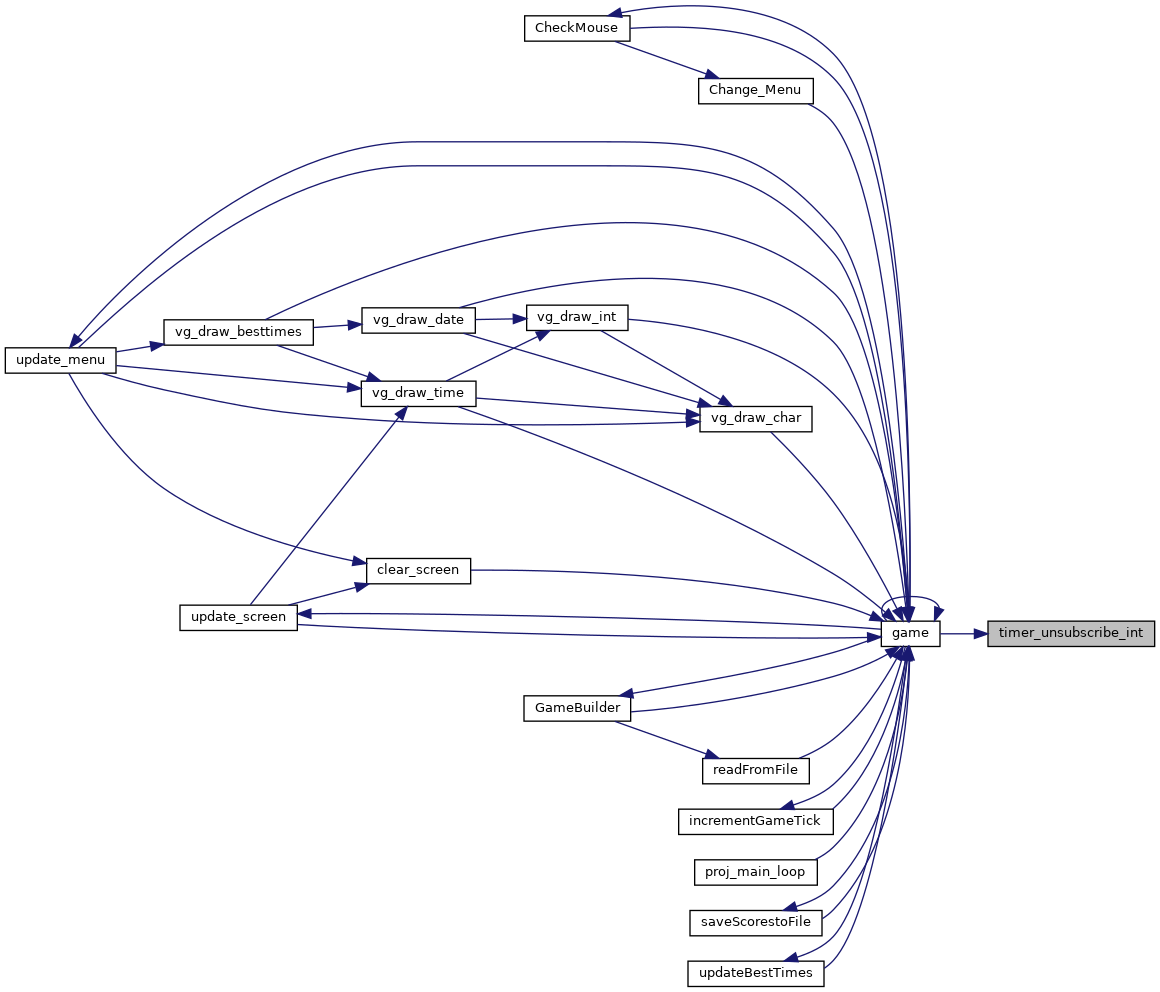 CheckMouse
Change_Menu
vg_draw_int
vg_draw_date
vg_draw_besttimes
update_menu
vg_draw_time
vg_draw_char
clear_screen
update_screen
game
timer_unsubscribe_int
GameBuilder
readFromFile
incrementGameTick
proj_main_loop
saveScorestoFile
updateBestTimes